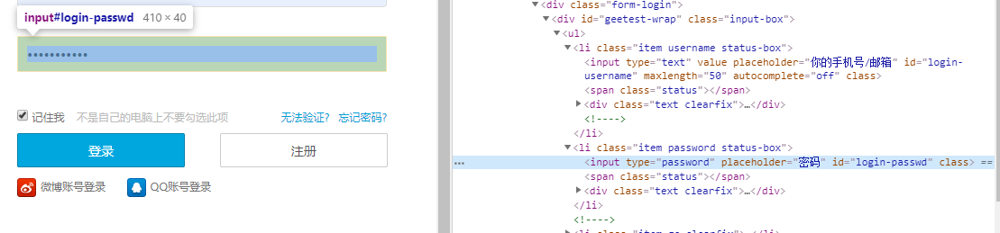 input#login-passwd 410 × 40
•••••••••••
记住我 不是自己的电脑上不要勾选此项 无法验证? 忘记密码?
登录 注册
微博账号登录 QQ账号登录
▼<div class="form-login">
▼<div id="geetest-wrap" class="input-box">
▼<ul>
▼<li class="item username status-box">
<input type="text" value placeholder="你的手机号/邮箱" id="login-
username" maxlength="50" autocomplete="off" class>
<span class="status"></span>
▶<div class="text clearfix">…</div>
<!---->
</li>
▼<li class="item password status-box">
… <input type="password" placeholder="密码" id="login-passwd" class> ==
<span class="status"></span>
▶<div class="text clearfix">…</div>
</li>
<!---->